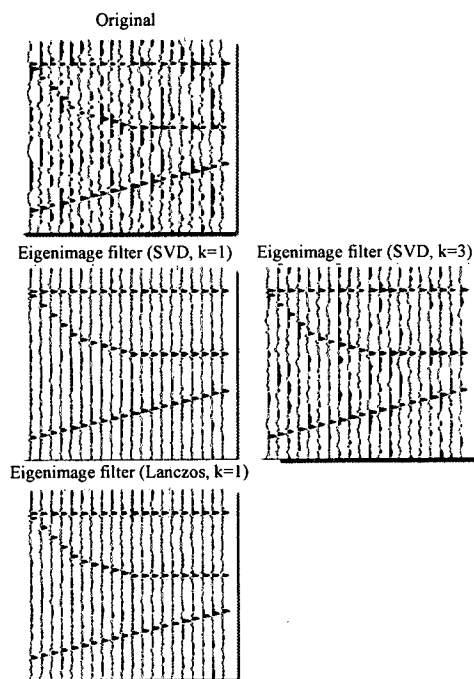 Original
Eigenimage filter (SVD, k=1)
Eigenimage filter (SVD, k=3)
Eigenimage filter (Lanczos, k=1)